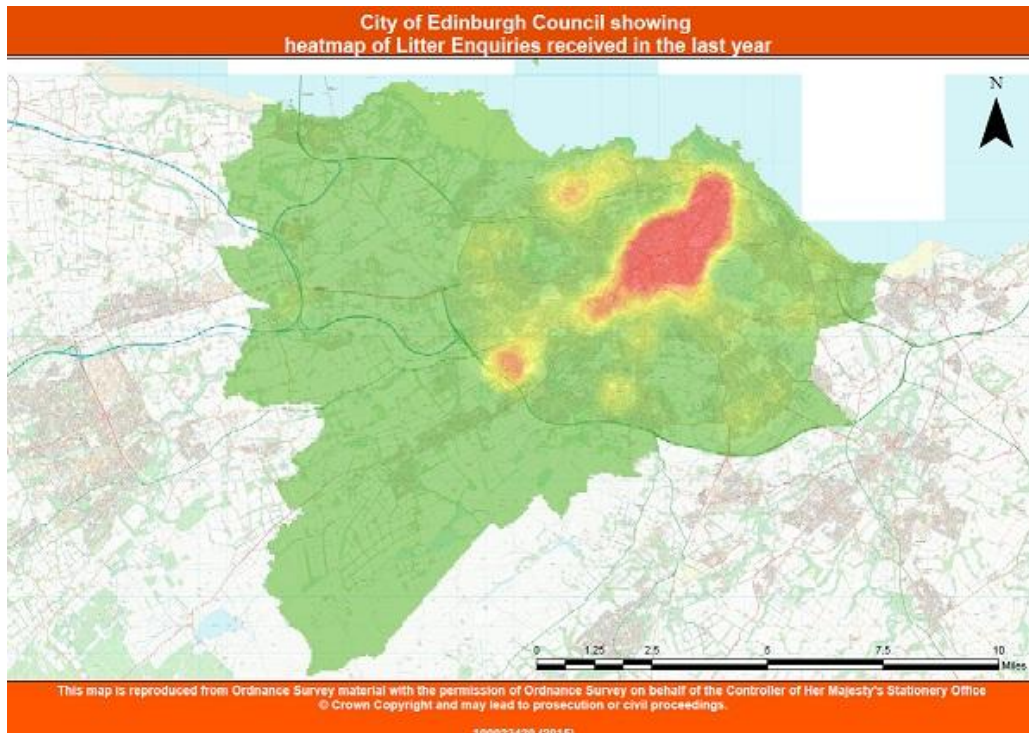 City of Edinburgh Council showing
heatmap of Litter Enquiries received in the last year
N
0 1.25 2.5 5 7.5 10
Miles
This map is reproduced from Ordnance Survey material with the permission of Ordnance Survey on behalf of the Controller of Her Majesty's Stationery Office
© Crown Copyright and may lead to prosecution or civil proceedings.
(2015)